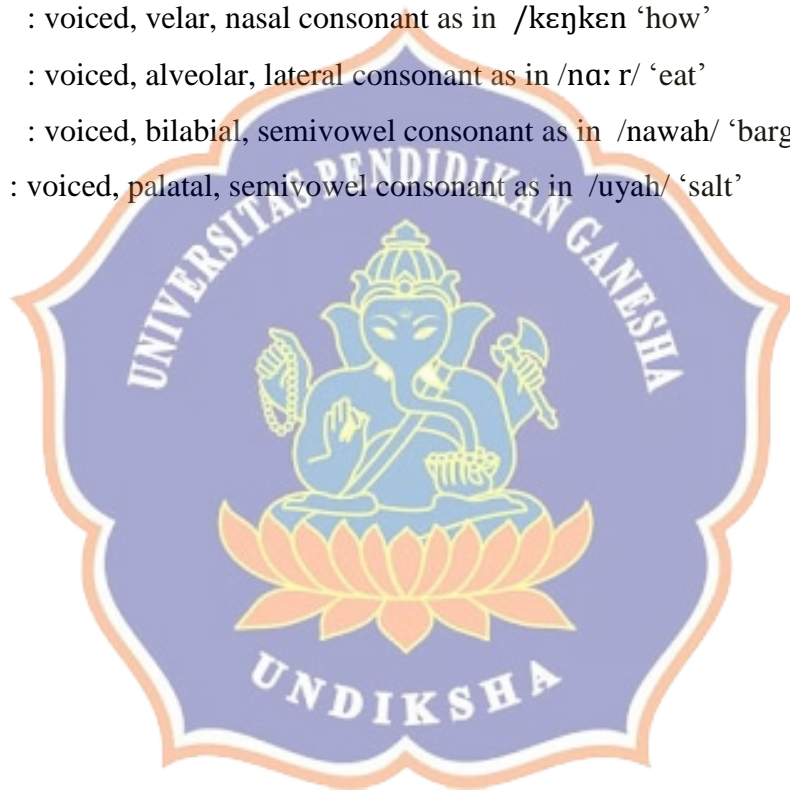 : voiced, velar, nasal consonant as in /kɛŋkɛn ‘how’
: voiced, alveolar, lateral consonant as in /nɑː r/ ‘eat’
: voiced, bilabial, semivowel consonant as in /nawah/ ‘barg
: voiced, palatal, semivowel consonant as in /uyah/ ‘salt’
UNIVERSITAS PENDIDIKAN GANESHA
UNDIKSHA